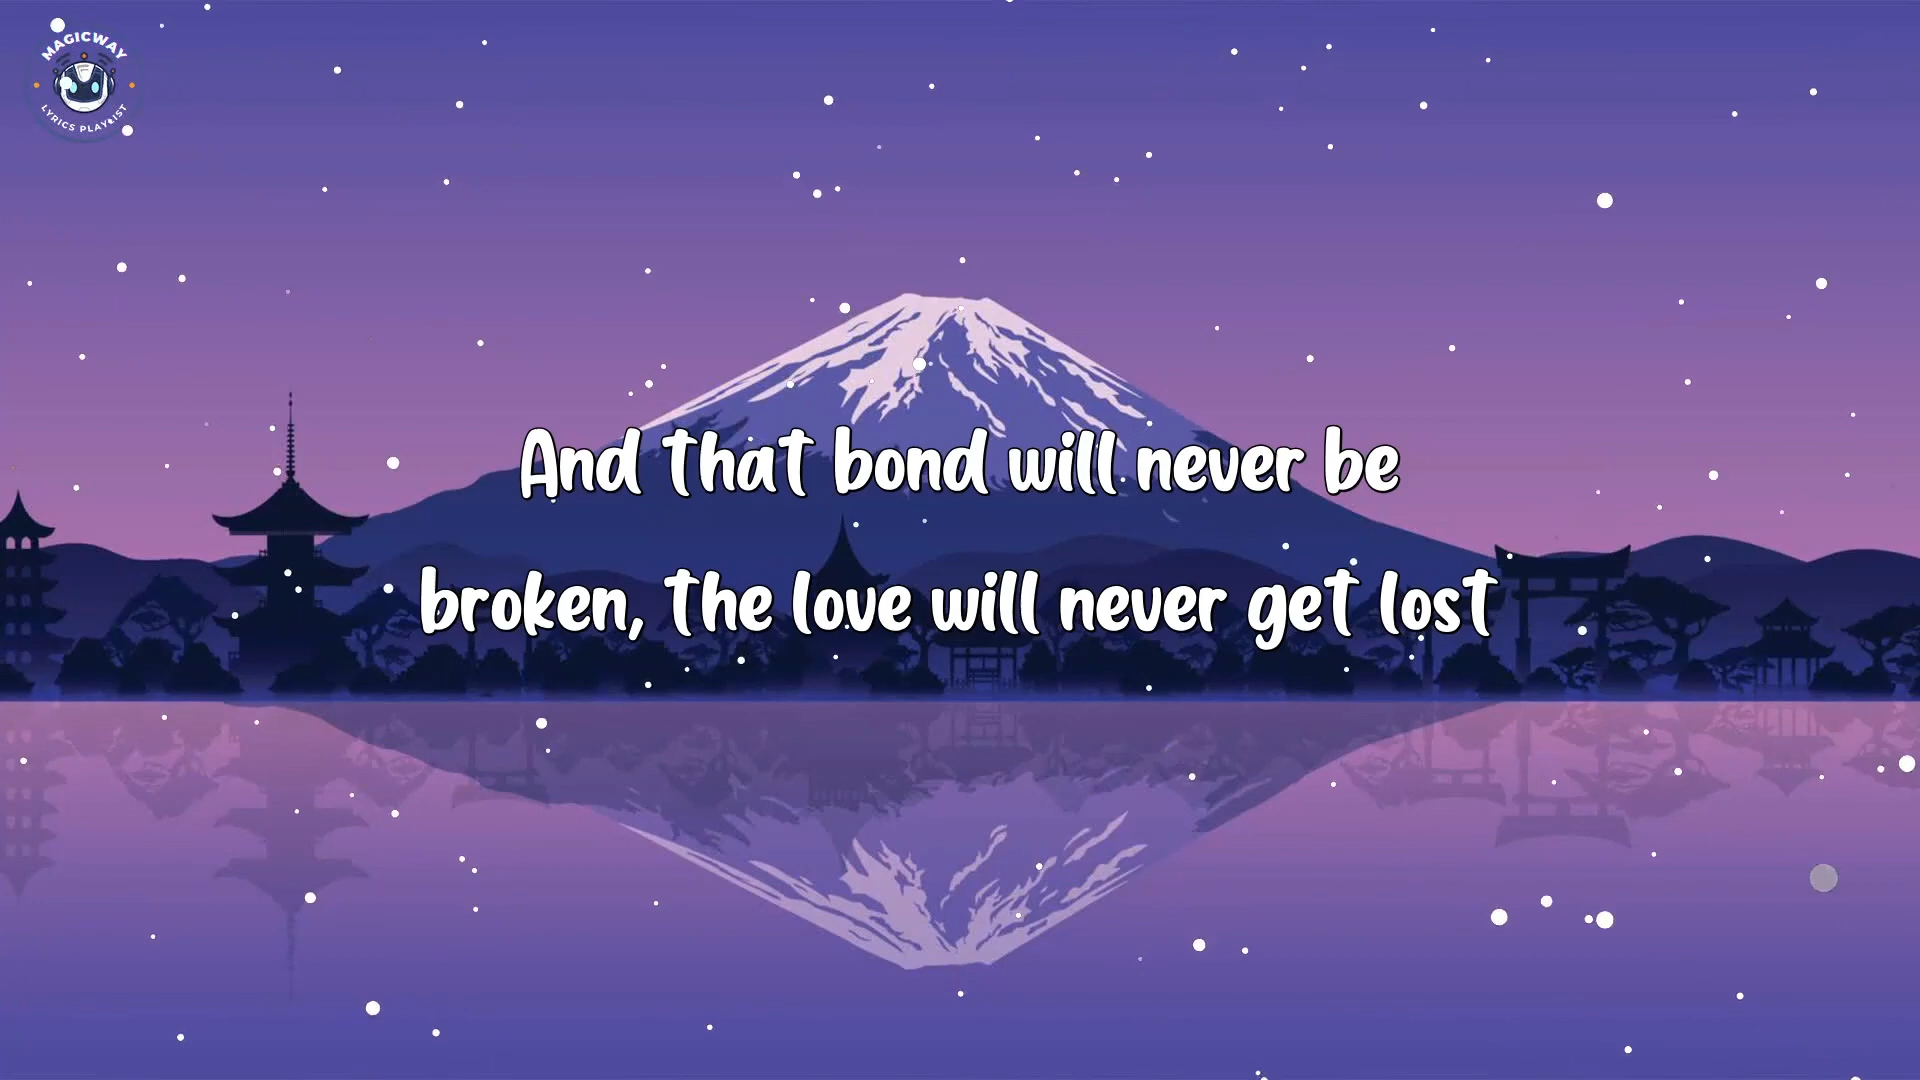 MAGICWAY
LYRICS PLAYLIST
And that bond will never be
broken, the love will never get lost